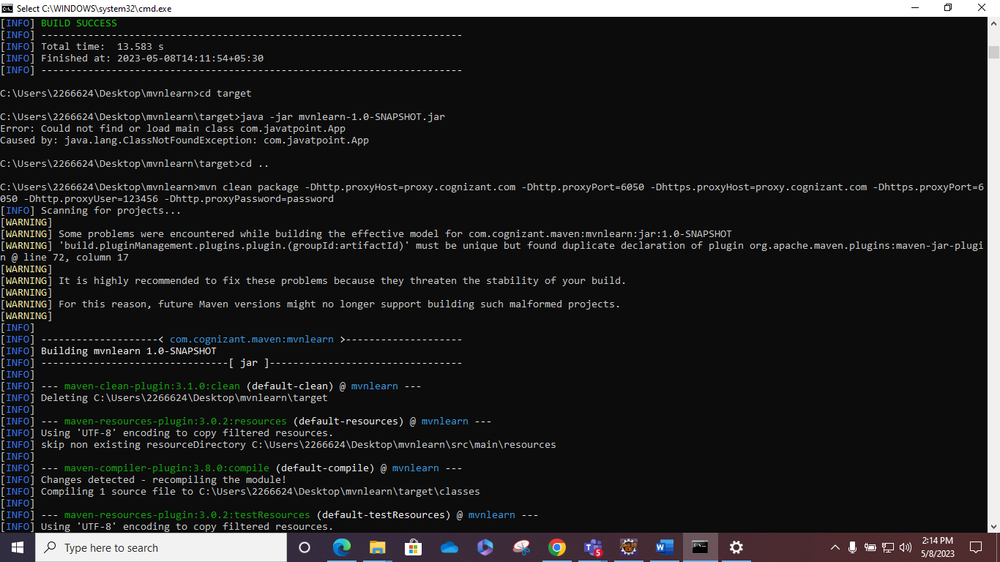 Select C:\WINDOWS\system32\cmd.exe
[INFO] BUILD SUCCESS
[INFO] ------------------------------------------------------------------------
[INFO] Total time:  13.583 s
[INFO] Finished at: 2023-05-08T14:11:54+05:30
[INFO] ------------------------------------------------------------------------
C:\Users\2266624\Desktop\mvnlearn>cd target
C:\Users\2266624\Desktop\mvnlearn\target>java -jar mvnlearn-1.0-SNAPSHOT.jar
Error: Could not find or load main class com.javatpoint.App
Caused by: java.lang.ClassNotFoundException: com.javatpoint.App
C:\Users\2266624\Desktop\mvnlearn\target>cd ..
C:\Users\2266624\Desktop\mvnlearn>mvn clean package -Dhttp.proxyHost=proxy.cognizant.com -Dhttp.proxyPort=6050 -Dhttps.proxyHost=proxy.cognizant.com -Dhttps.proxyPort=6
050 -Dhttp.proxyUser=123456 -Dhttp.proxyPassword=password
[INFO] Scanning for projects...
[WARNING]
[WARNING] Some problems were encountered while building the effective model for com.cognizant.maven:mvnlearn:jar:1.0-SNAPSHOT
[WARNING] 'build.pluginManagement.plugins.plugin.(groupId:artifactId)' must be unique but found duplicate declaration of plugin org.apache.maven.plugins:maven-jar-plugi
n @ line 72, column 17
[WARNING]
[WARNING] It is highly recommended to fix these problems because they threaten the stability of your build.
[WARNING]
[WARNING] For this reason, future Maven versions might no longer support building such malformed projects.
[WARNING]
[INFO]
[INFO] --------------------< com.cognizant.maven:mvnlearn >--------------------
[INFO] Building mvnlearn 1.0-SNAPSHOT
[INFO] --------------------------------[ jar ]---------------------------------
[INFO]
[INFO] --- maven-clean-plugin:3.1.0:clean (default-clean) @ mvnlearn ---
[INFO] Deleting C:\Users\2266624\Desktop\mvnlearn\target
[INFO]
[INFO] --- maven-resources-plugin:3.0.2:resources (default-resources) @ mvnlearn ---
[INFO] Using 'UTF-8' encoding to copy filtered resources.
[INFO] skip non existing resourceDirectory C:\Users\2266624\Desktop\mvnlearn\src\main\resources
[INFO]
[INFO] --- maven-compiler-plugin:3.8.0:compile (default-compile) @ mvnlearn ---
[INFO] Changes detected - recompiling the module!
[INFO] Compiling 1 source file to C:\Users\2266624\Desktop\mvnlearn\target\classes
[INFO]
[INFO] --- maven-resources-plugin:3.0.2:testResources (default-testResources) @ mvnlearn ---
[INFO] Using 'UTF-8' encoding to copy filtered resources.
Type here to search
5
2:14 PM
5/8/2023